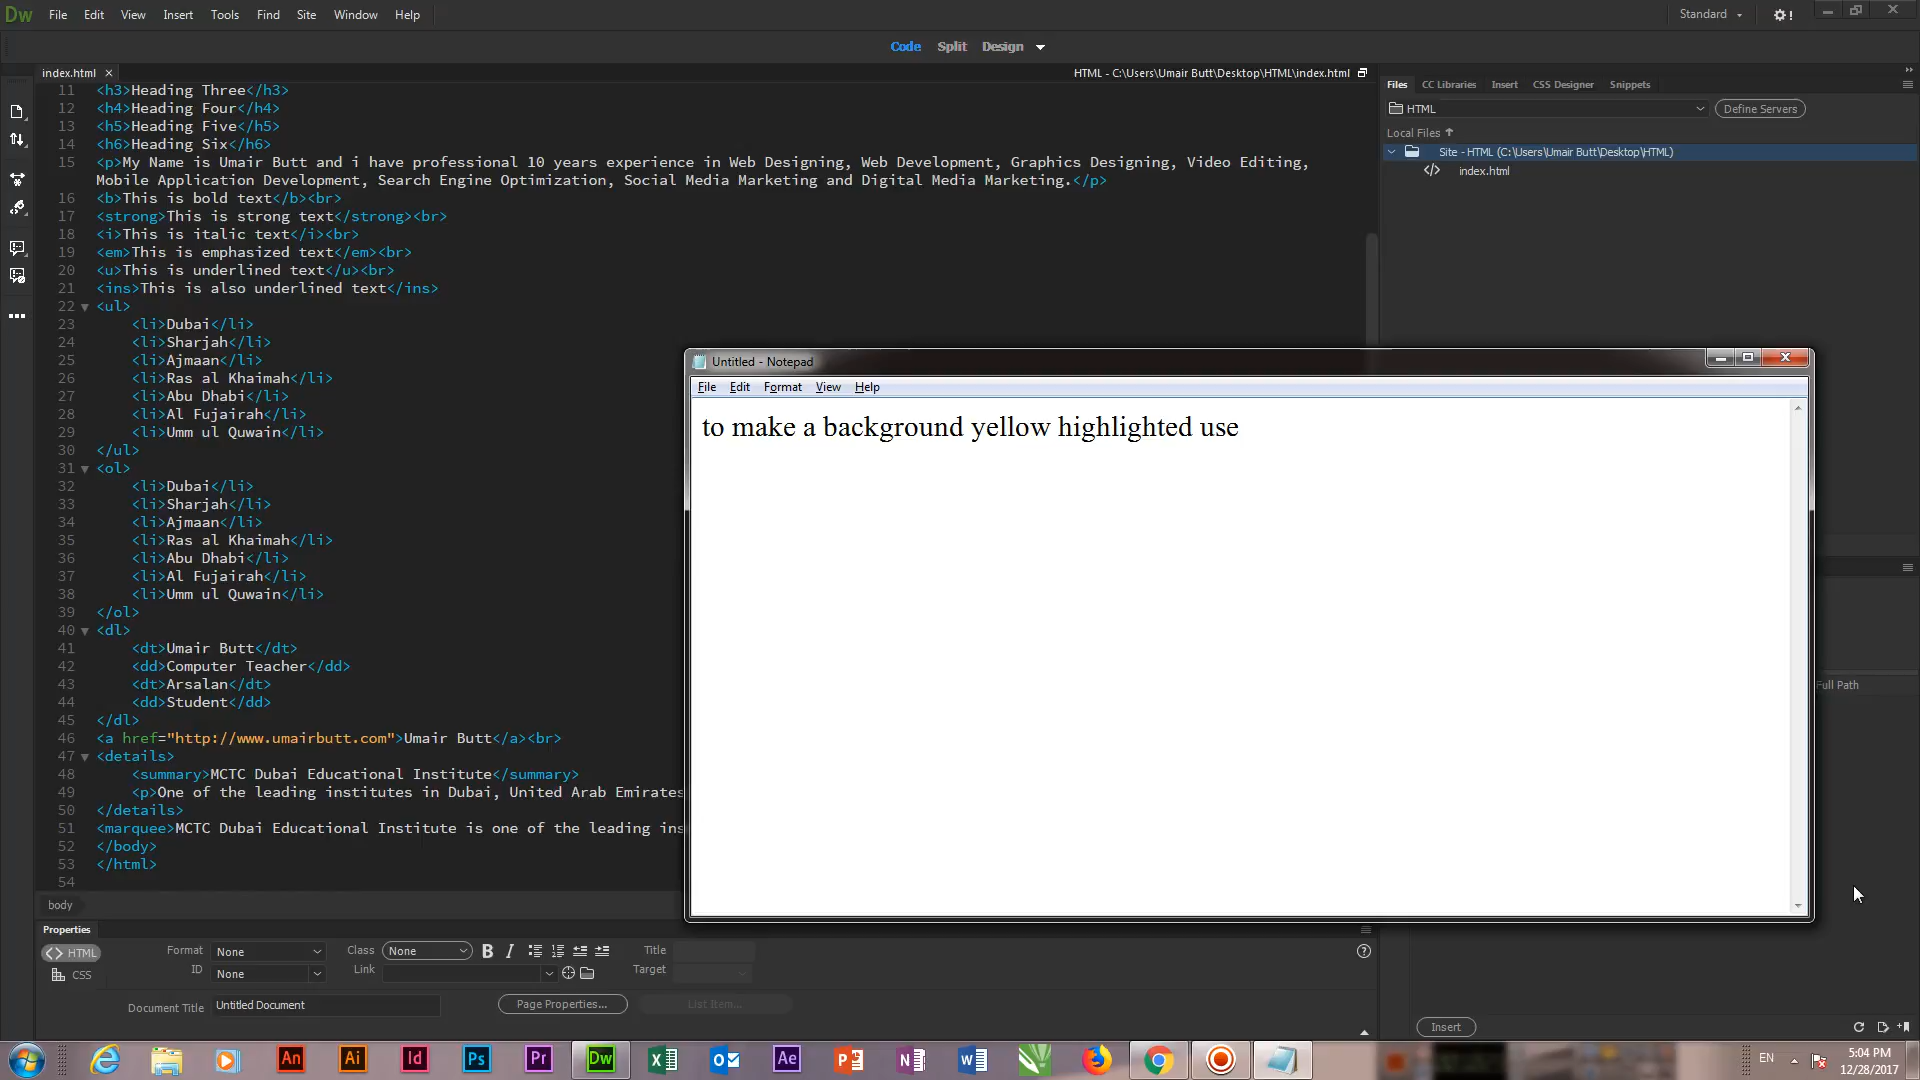 Dw File Edit View Insert Tools Find Site Window Help Standard
Code Split Design
index.html HTML - C:\Users\Umair Butt\Desktop\HTML\index.html
Files CC Libraries Insert CSS Designer Snippets
HTML Define Servers
Local Files
Site - HTML (C:\Users\Umair Butt\Desktop\HTML)
index.html
11 <h3>Heading Three</h3>
12 <h4>Heading Four</h4>
13 <h5>Heading Five</h5>
14 <h6>Heading Six</h6>
15 <p>My Name is Umair Butt and i have professional 10 years experience in Web Designing, Web Development, Graphics Designing, Video Editing,
Mobile Application Development, Search Engine Optimization, Social Media Marketing and Digital Media Marketing.</p>
16 <b>This is bold text</b><br>
17 <strong>This is strong text</strong><br>
18 <i>This is italic text</i><br>
19 <em>This is emphasized text</em><br>
20 <u>This is underlined text</u><br>
21 <ins>This is also underlined text</ins>
22 <ul>
23 <li>Dubai</li>
24 <li>Sharjah</li>
25 <li>Ajmaan</li>
26 <li>Ras al Khaimah</li>
27 <li>Abu Dhabi</li>
28 <li>Al Fujairah</li>
29 <li>Umm ul Quwain</li>
30 </ul>
31 <ol>
32 <li>Dubai</li>
33 <li>Sharjah</li>
34 <li>Ajmaan</li>
35 <li>Ras al Khaimah</li>
36 <li>Abu Dhabi</li>
37 <li>Al Fujairah</li>
38 <li>Umm ul Quwain</li>
39 </ol>
40 <dl>
41 <dt>Umair Butt</dt>
42 <dd>Computer Teacher</dd>
43 <dt>Arsalan</dt>
44 <dd>Student</dd>
45 </dl>
46 <a href="http://www.umairbutt.com">Umair Butt</a><br>
47 <details>
48 <summary>MCTC Dubai Educational Institute</summary>
49 <p>One of the leading institutes in Dubai, United Arab Emirates
50 </details>
51 <marquee>MCTC Dubai Educational Institute is one of the leading ins
52 </body>
53 </html>
54
Untitled - Notepad
File Edit Format View Help
to make a background yellow highlighted use
Full Path
body
Properties
HTML Format None Class None B I Title
CSS ID None Link Target
Document Title Untitled Document Page Properties... List Item...
Insert
An Ai Id Ps Pr Dw Ae EN 5:04 PM
12/28/2017